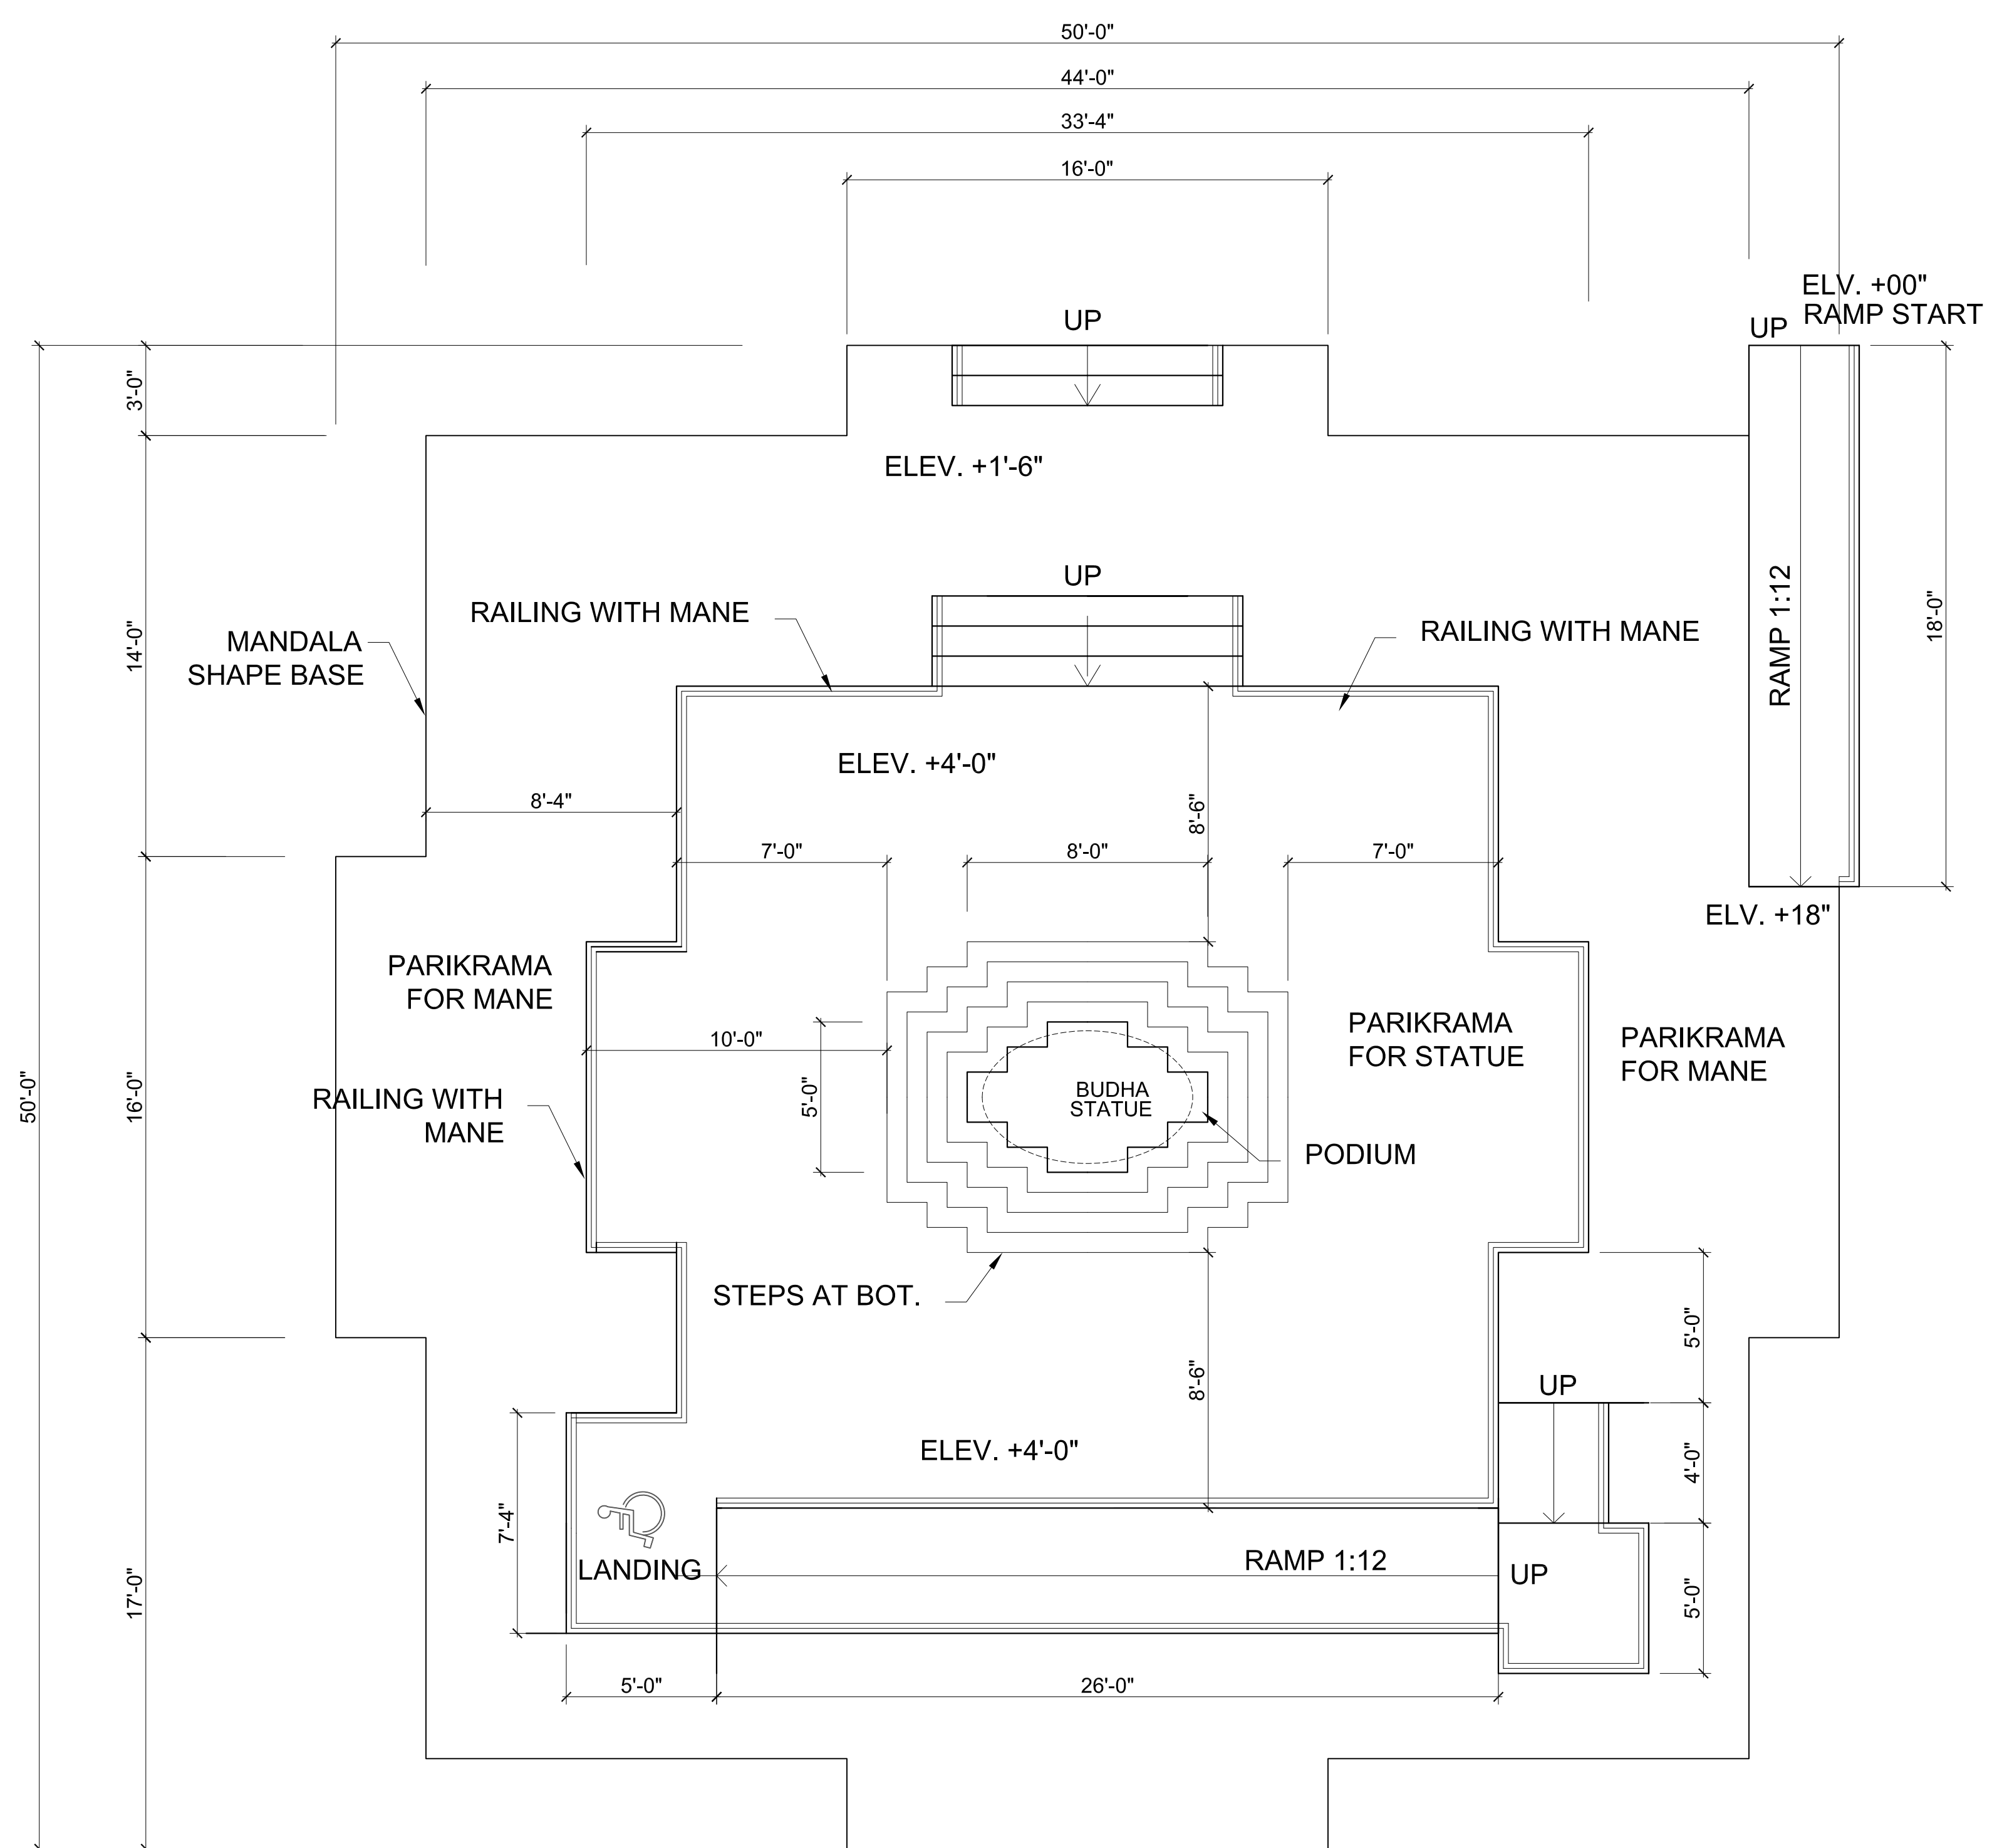 50'-0"
44'-0"
33'-4"
16'-0"
ELV. +00"
RAMP START
UP
UP
3'-0"
ELEV. +1'-6"
UP
RAILING WITH MANE
RAILING WITH MANE
MANDALA
SHAPE BASE
14'-0"
RAMP 1:12
18'-0"
ELEV. +4'-0"
8'-4"
8'-6"
7'-0"
8'-0"
7'-0"
ELV. +18"
PARIKRAMA
FOR MANE
PARIKRAMA
FOR STATUE
PARIKRAMA
FOR MANE
10'-0"
5'-0"
BUDHA
STATUE
50'-0"
16'-0"
RAILING WITH
MANE
PODIUM
STEPS AT BOT.
5'-0"
8'-6"
UP
ELEV. +4'-0"
4'-0"
7'-4"
LANDING
RAMP 1:12
UP
17'-0"
5'-0"
5'-0"
26'-0"